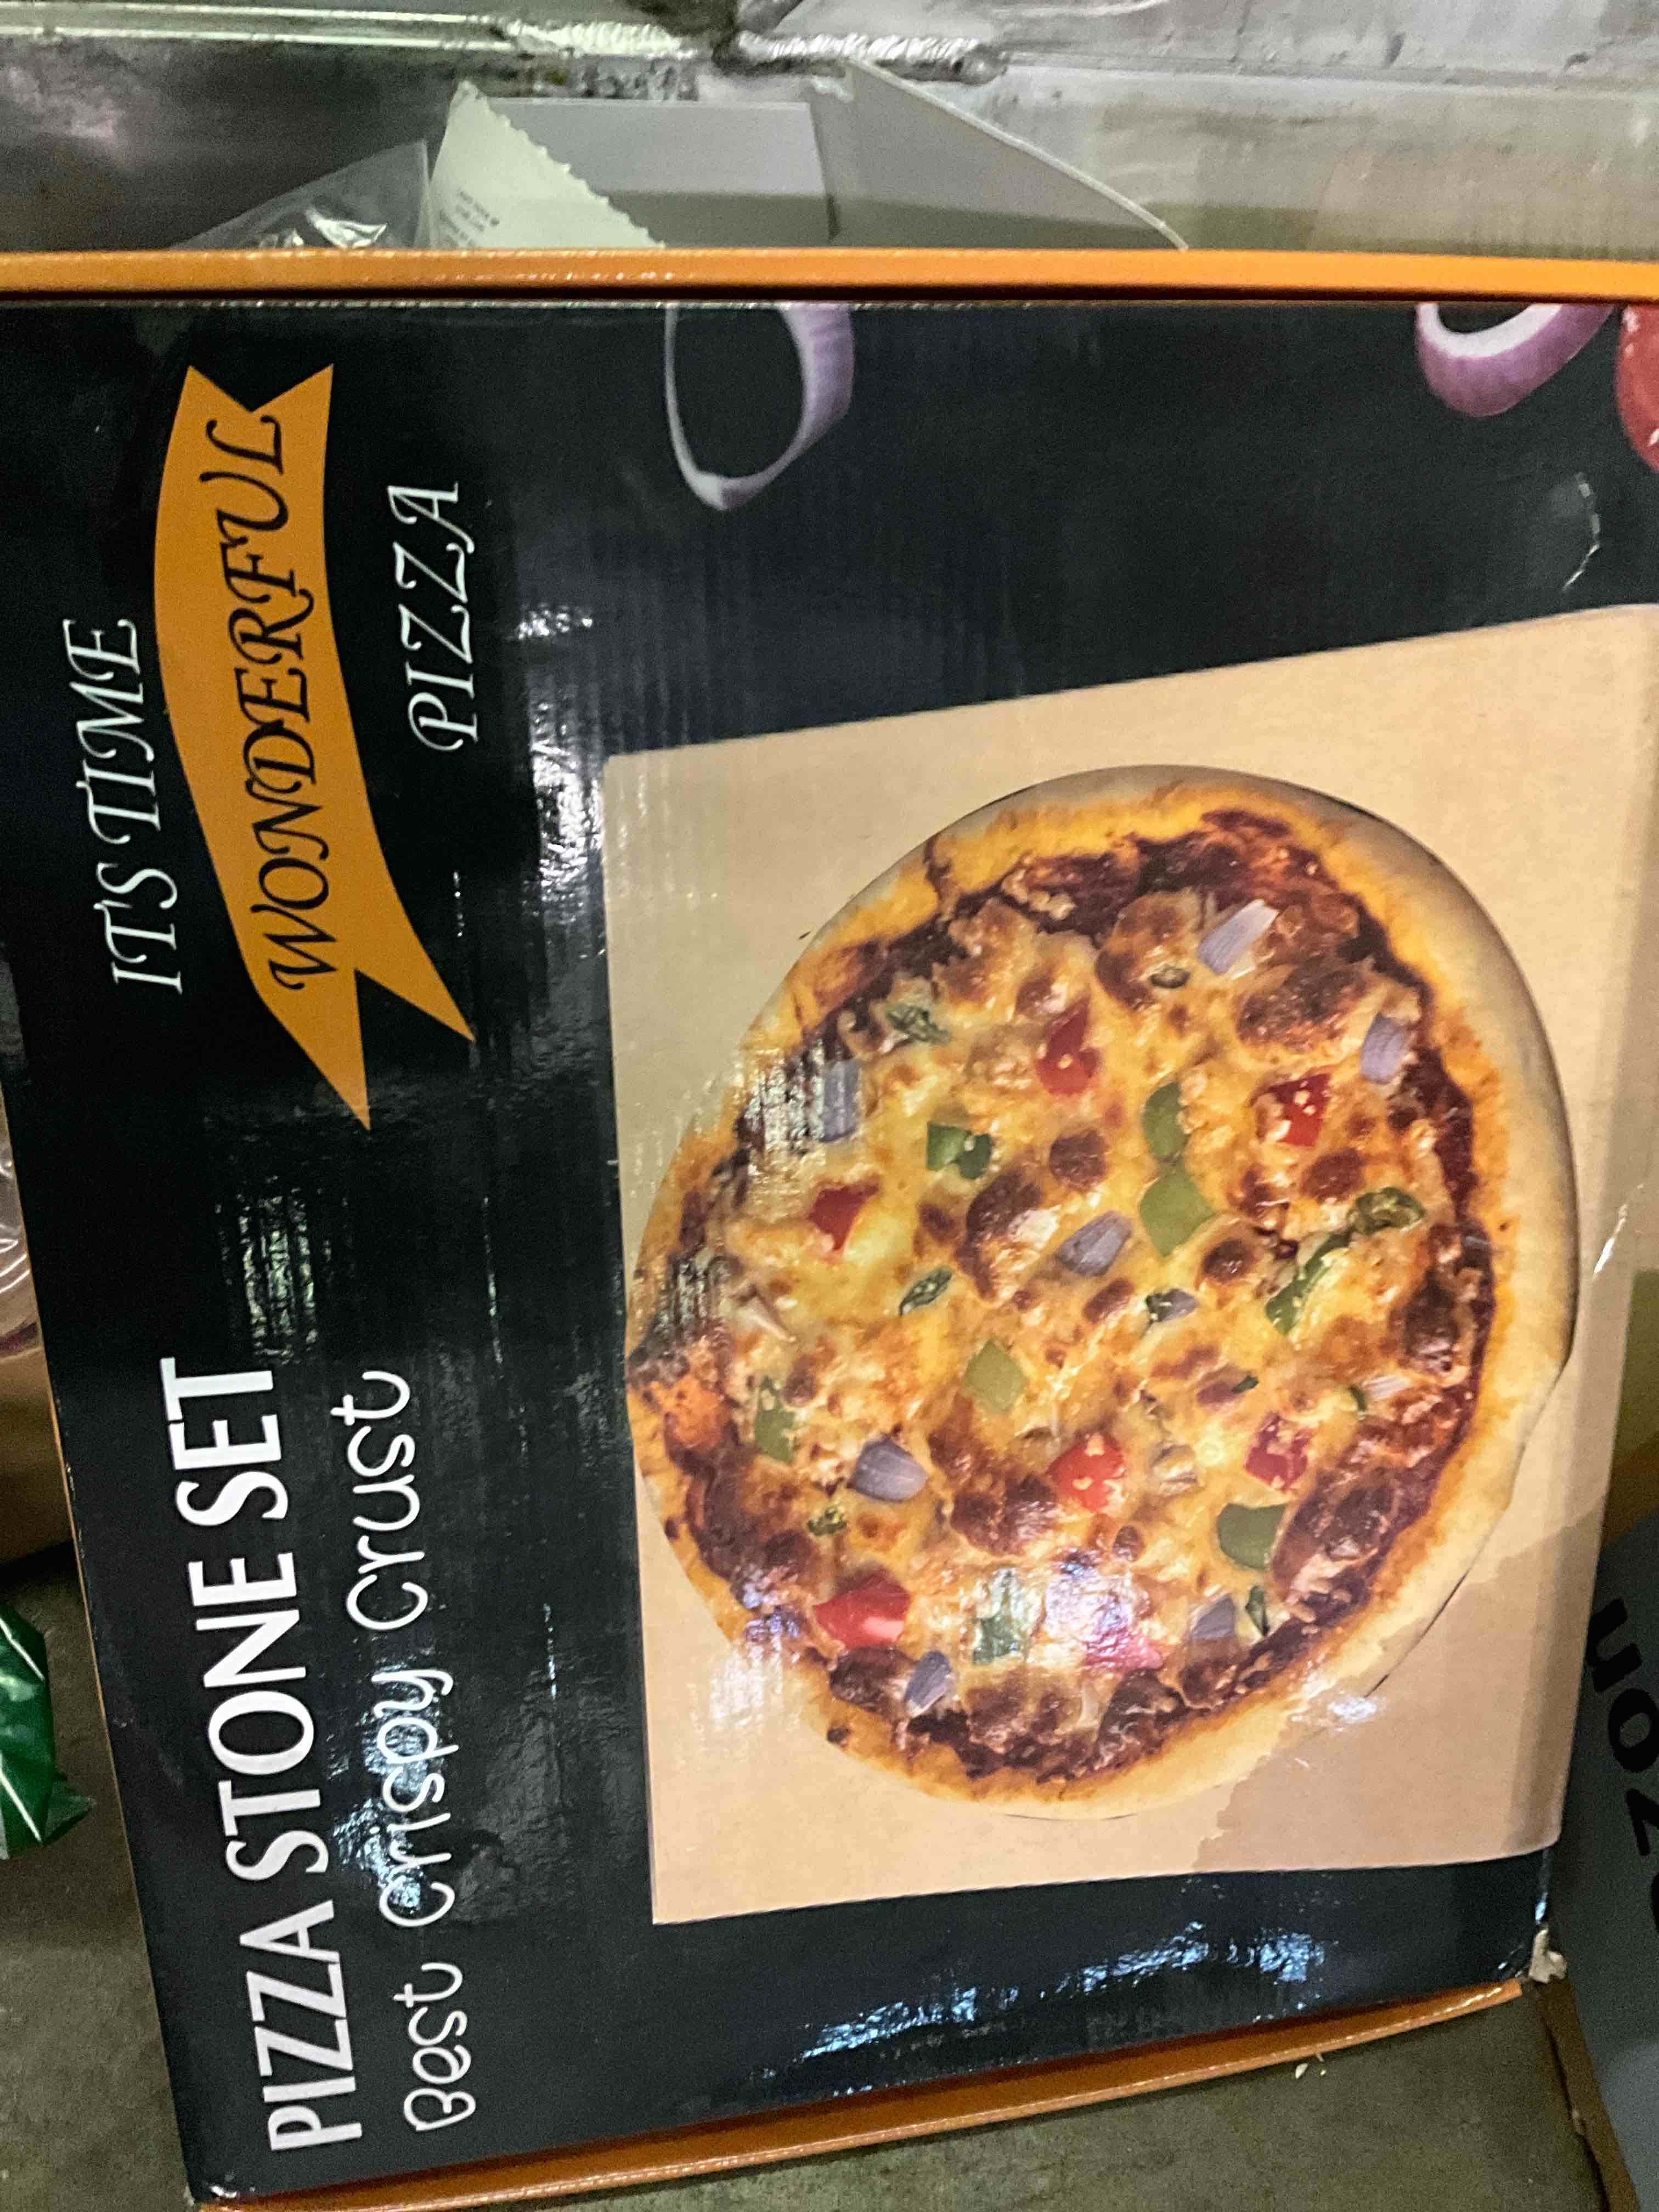 PIZZA STONE SET
Best crispy crust
IT'S TIME
WONDERFUL
PIZZA